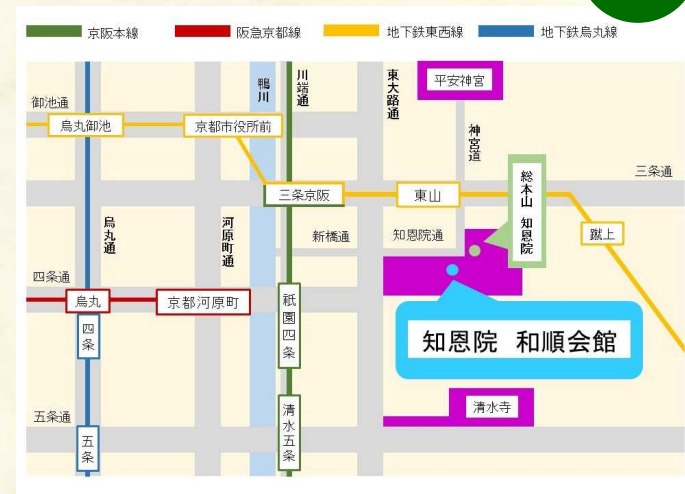 京阪本線
阪急京都線
地下鉄東西線
地下鉄烏丸線
鴨川
川端通
東大路通
平安神宮
御池通
烏丸御池
京都市役所前
神宮道
三条通
三条京阪
東山
総本山 知恩院
烏丸通
河原町通
新橋通
知恩院通
蹴上
四条通
烏丸
京都河原町
祇園四条
四条
知恩院 和順会館
五条通
清水五条
清水寺
五条